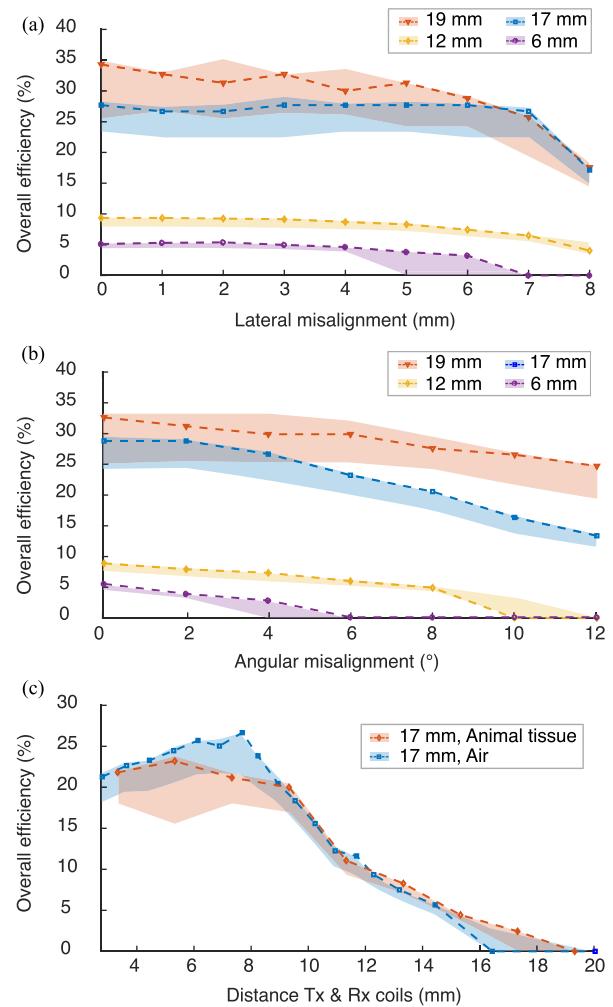 (a)
19 mm 17 mm
12 mm 6 mm
40
35
30
25
20
15
10
5
0
Overall efficiency (%)
0 1 2 3 4 5 6 7 8
Lateral misalignment (mm)
(b)
19 mm 17 mm
12 mm 6 mm
40
35
30
25
20
15
10
5
0
Overall efficiency (%)
0 2 4 6 8 10 12
Angular misalignment (°)
(c)
17 mm, Animal tissue
17 mm, Air
30
25
20
15
10
5
0
Overall efficiency (%)
4 6 8 10 12 14 16 18 20
Distance Tx & Rx coils (mm)